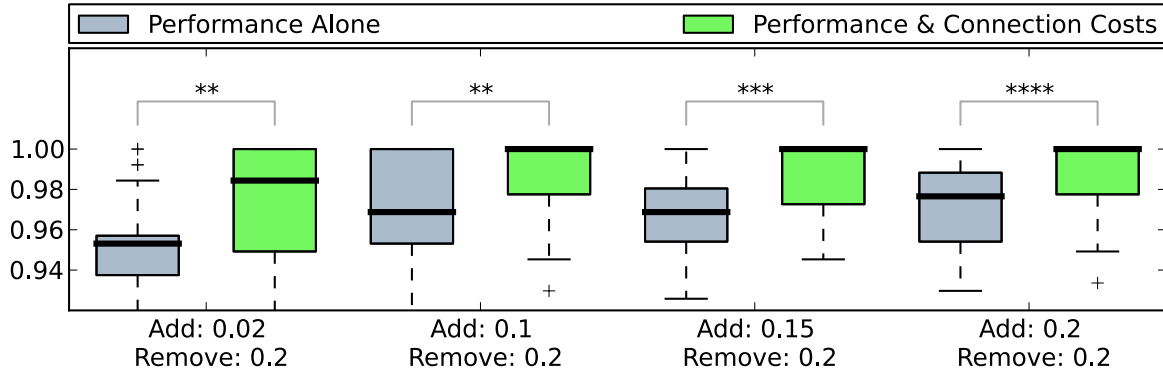 Performance Alone
Performance & Connection Costs
** ** *** ****
1.00
0.98
0.96
0.94
Add: 0.02
Remove: 0.2
Add: 0.1
Remove: 0.2
Add: 0.15
Remove: 0.2
Add: 0.2
Remove: 0.2